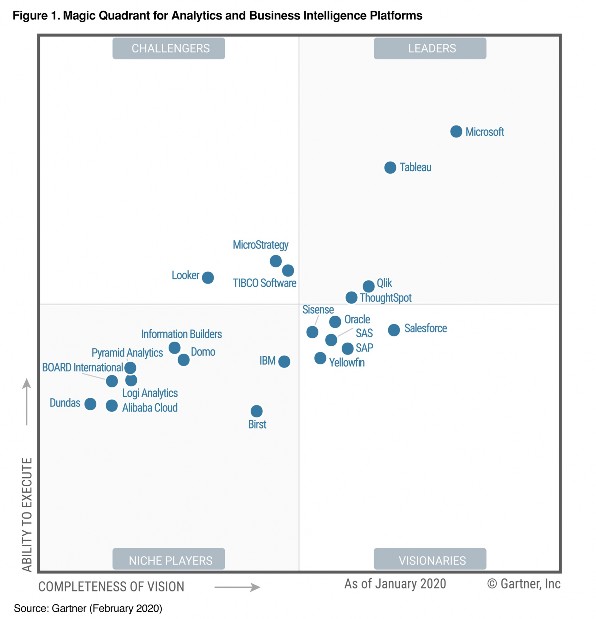 Figure 1. Magic Quadrant for Analytics and Business Intelligence Platforms
CHALLENGERS
LEADERS
Microsoft
Tableau
MicroStrategy
Looker
TIBCO Software
Qlik
ThoughtSpot
Sisense
Oracle
Salesforce
Information Builders
SAS
Pyramid Analytics
Domo
SAP
BOARD International
IBM
Yellowfin
Logi Analytics
Dundas
Alibaba Cloud
Birst
ABILITY TO EXECUTE
NICHE PLAYERS
VISIONARIES
COMPLETENESS OF VISION
As of January 2020
© Gartner, Inc
Source: Gartner (February 2020)